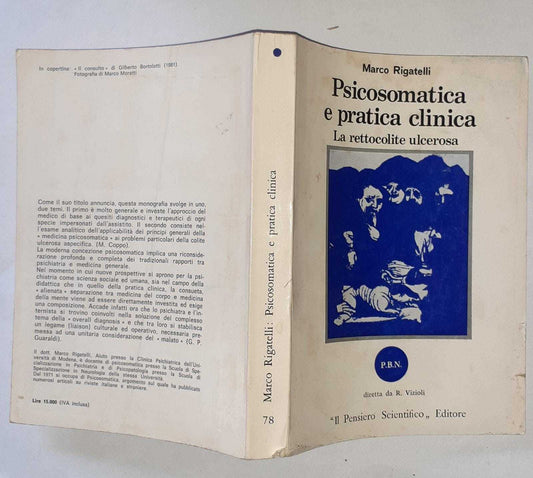 In copertina: «Il consulto» di Gilberto Bortolotti (1981)
Fotografia di Marco Moratti
Come il suo titolo annuncia, questa monografia svolge in uno,
due temi. Il primo è molto generale e investe l'approccio del
medico di base ai quesiti diagnostici e terapeutici di ogni
specie impersonati dall'assistito. Il secondo consiste nel-
l'esame analitico dell'applicabilità dei principi generali della
« medicina psicosomatica » ai problemi particolari della colite
ulcerosa aspecifica. (M. Coppo).
La moderna concezione psicosomatica implica una riconside-
razione profonda e completa dei tradizionali rapporti tra
psichiatria e medicina generale.
Nel momento in cui nuove prospettive si aprono per la psi-
chiatria come scienza sociale ed umana, sia nel campo della
didattica che in quello della pratica clinica, la consueta,
« alienata » separazione tra medicina del corpo e medicina
della mente viene ad essere direttamente investita ed esige
una composizione. Accade infatti ora che lo psichiatra e l'in-
ternista si trovino coinvolti nella soluzione del complesso
tema della « overall diagnosis » e che tra loro si stabilisca
un legame (liaison) culturale ed operativo, necessaria pre-
messa ad una unitaria considerazione del « malato » (G. P.
Guaraldi).
Il dott. Marco Rigatelli, Aiuto presso la Clinica Psichiatrica dell'Uni-
versità di Modena, è docente di psicosomatica presso la Scuola di Spe-
cializzazione in Psichiatria e di Psicopatologia presso la Scuola di
Specializzazione in Neurologia della stessa Università.
Dal 1971 si occupa di Psicosomatica, argomento sul quale ha pubblicato
numerosi articoli su riviste italiane e straniere.
Lire 15.000 (IVA inclusa)
Marco Rigatelli: Psicosomatica e pratica clinica
78
Marco Rigatelli
Psicosomatica
e pratica clinica
La rettocolite ulcerosa
P.B.N.
diretta da R. Vizioli
"Il Pensiero Scientifico„ Editore